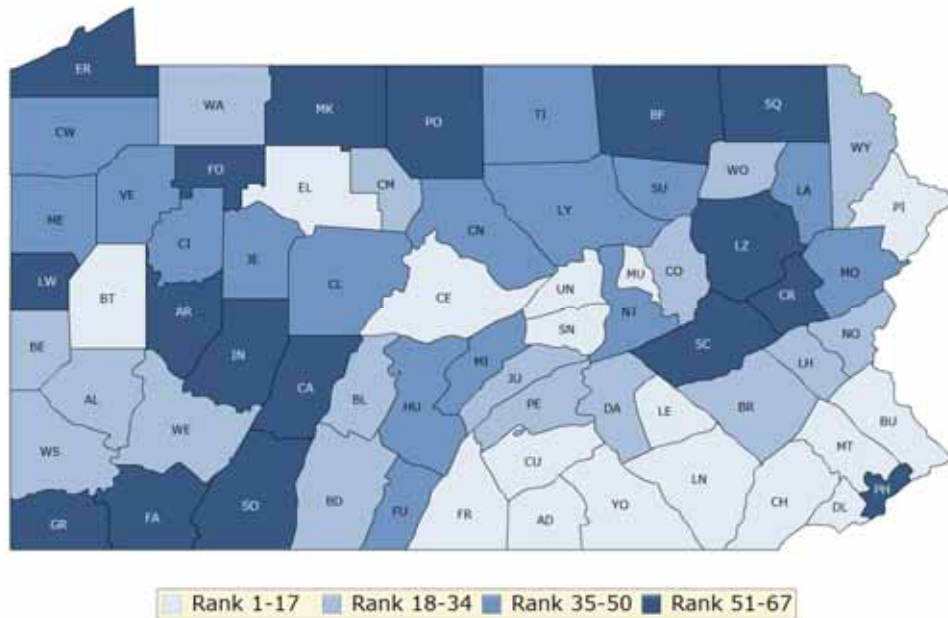 ER
WA
MK
PO
TI
BF
SQ
WY
CW
FO
EL
CM
SU
WO
LA
PI
VE
LY
ME
CI
JE
CN
LZ
MO
LW
BT
CL
CE
UN
MU
CO
CR
AR
SN
NT
NO
BE
IN
MI
SC
LH
CA
JU
AL
BL
HU
PE
DA
LE
BR
BU
WE
MT
WS
CU
LN
PH
GR
FA
SO
BD
FU
FR
AD
YO
CH
DL
Rank 1-17 Rank 18-34 Rank 35-50 Rank 51-67